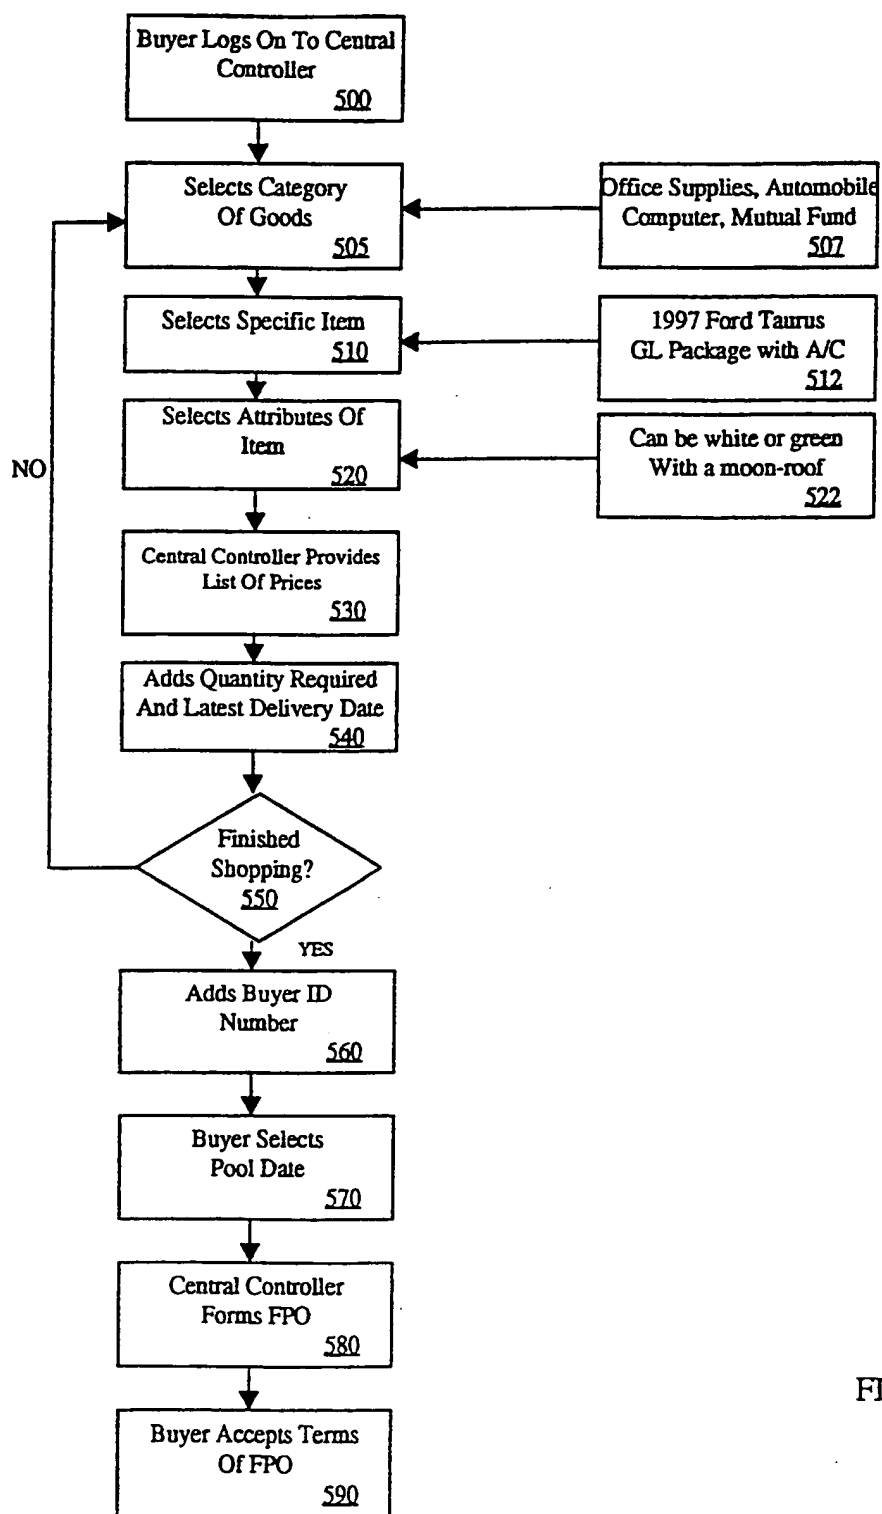 Buyer Logs On To Central
Controller
500
Selects Category
Of Goods
505
Office Supplies, Automobile
Computer, Mutual Fund
507
Selects Specific Item
510
1997 Ford Taurus
GL Package with A/C
512
Selects Attributes Of
Item
520
Can be white or green
With a moon-roof
522
NO
Central Controller Provides
List Of Prices
530
Adds Quantity Required
And Latest Delivery Date
540
Finished
Shopping?
550
YES
Adds Buyer ID
Number
560
Buyer Selects
Pool Date
570
Central Controller
Forms FPO
580
FI
Buyer Accepts Terms
Of FPO
590